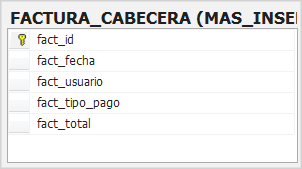 FACTURA_CABECERA (MAS_INSE
fact_id
fact_fecha
fact_usuario
fact_tipo_pago
fact_total